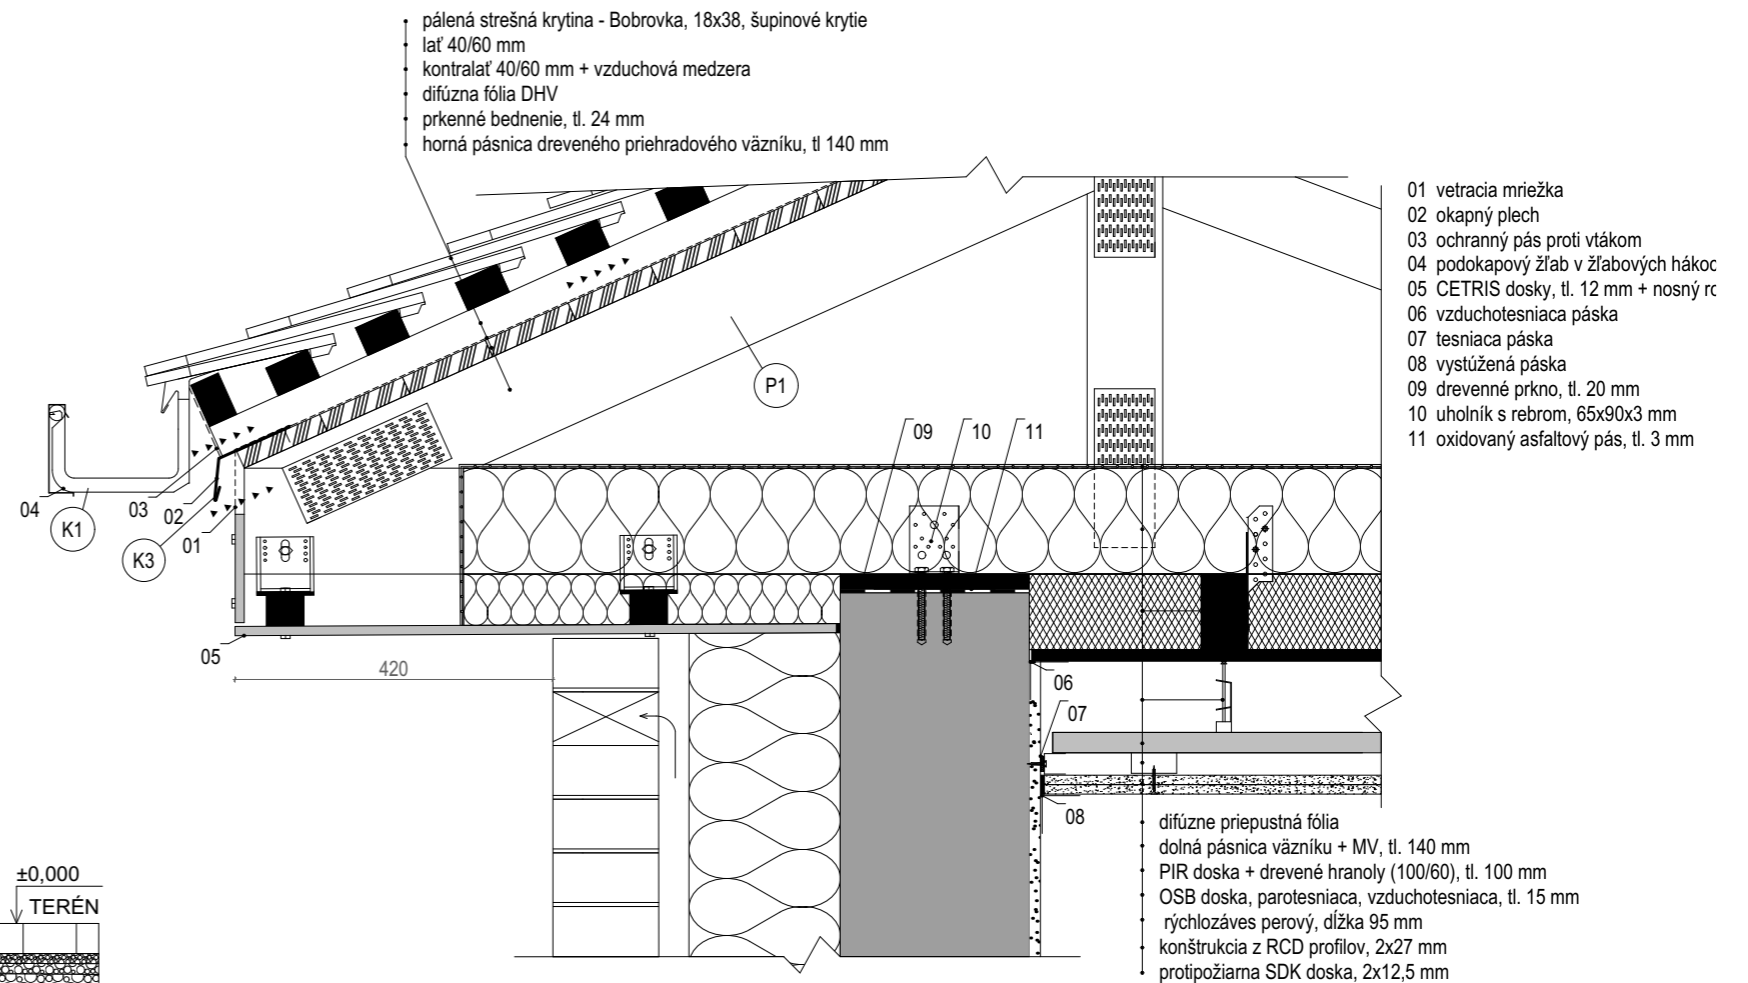 pálená strešná krytina - Bobrovka, 18x38, šupinové krytie
lať 40/60 mm
kontralať 40/60 mm + vzduchová medzera
difúzna fólia DHV
prkenné bednenie, tl. 24 mm
horná pásnica dreveného priehradového väzníku, tl 140 mm
01 vetracia mriežka
02 okapný plech
03 ochranný pás proti vtákom
04 podokapový žľab v žľabových hákoc
05 CETRIS dosky, tl. 12 mm + nosný ro
06 vzduchotesniaca páska
07 tesniaca páska
08 vystúžená páska
09 drevenné prkno, tl. 20 mm
10 uholník s rebrom, 65x90x3 mm
11 oxidovaný asfaltový pás, tl. 3 mm
P1
09
10
11
04
K1
03
02
K3
01
05
420
06
07
08
±0,000
TERÉN
difúzne priepustná fólia
dolná pásnica väzníku + MV, tl. 140 mm
PIR doska + drevené hranoly (100/60), tl. 100 mm
OSB doska, parotesniaca, vzduchotesniaca, tl. 15 mm
rýchlozáves perový, dĺžka 95 mm
konštrukcia z RCD profilov, 2x27 mm
protipožiarna SDK doska, 2x12,5 mm